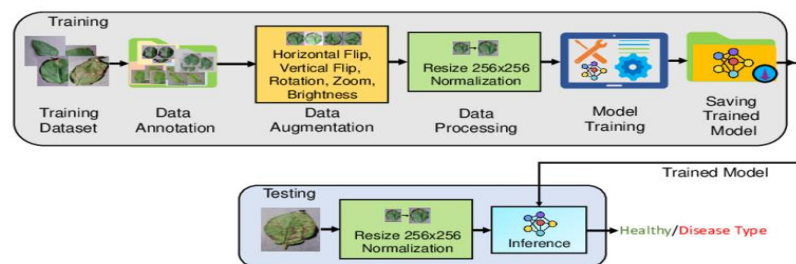 Training
Horizontal Flip,
Vertical Flip,
Rotation, Zoom,
Brightness
Resize 256x256
Normalization
Training
Dataset
Data
Annotation
Data
Augmentation
Data
Processing
Model
Training
Saving
Trained
Model
Trained Model
Testing
Resize 256x256
Normalization
Inference
Healthy/Disease Type